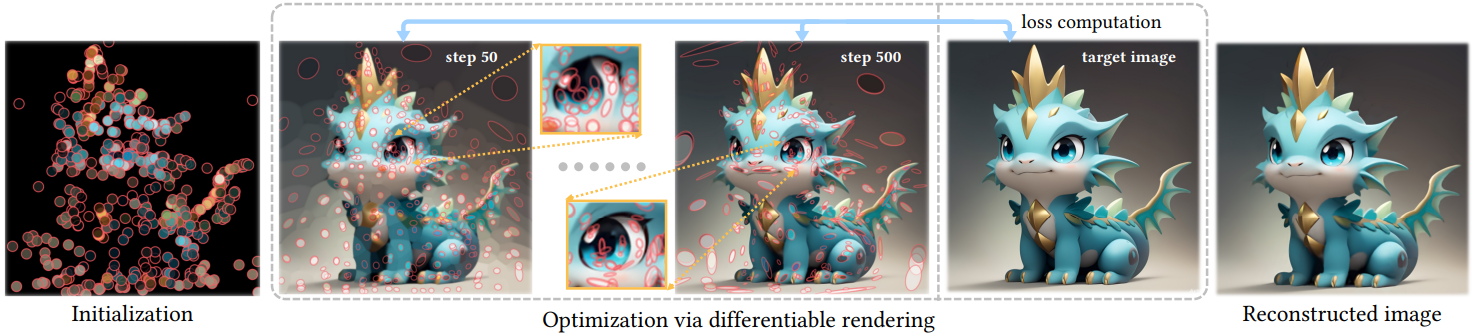 loss computation
step 50
step 500
target image
Initialization
Optimization via differentiable rendering
Reconstructed image